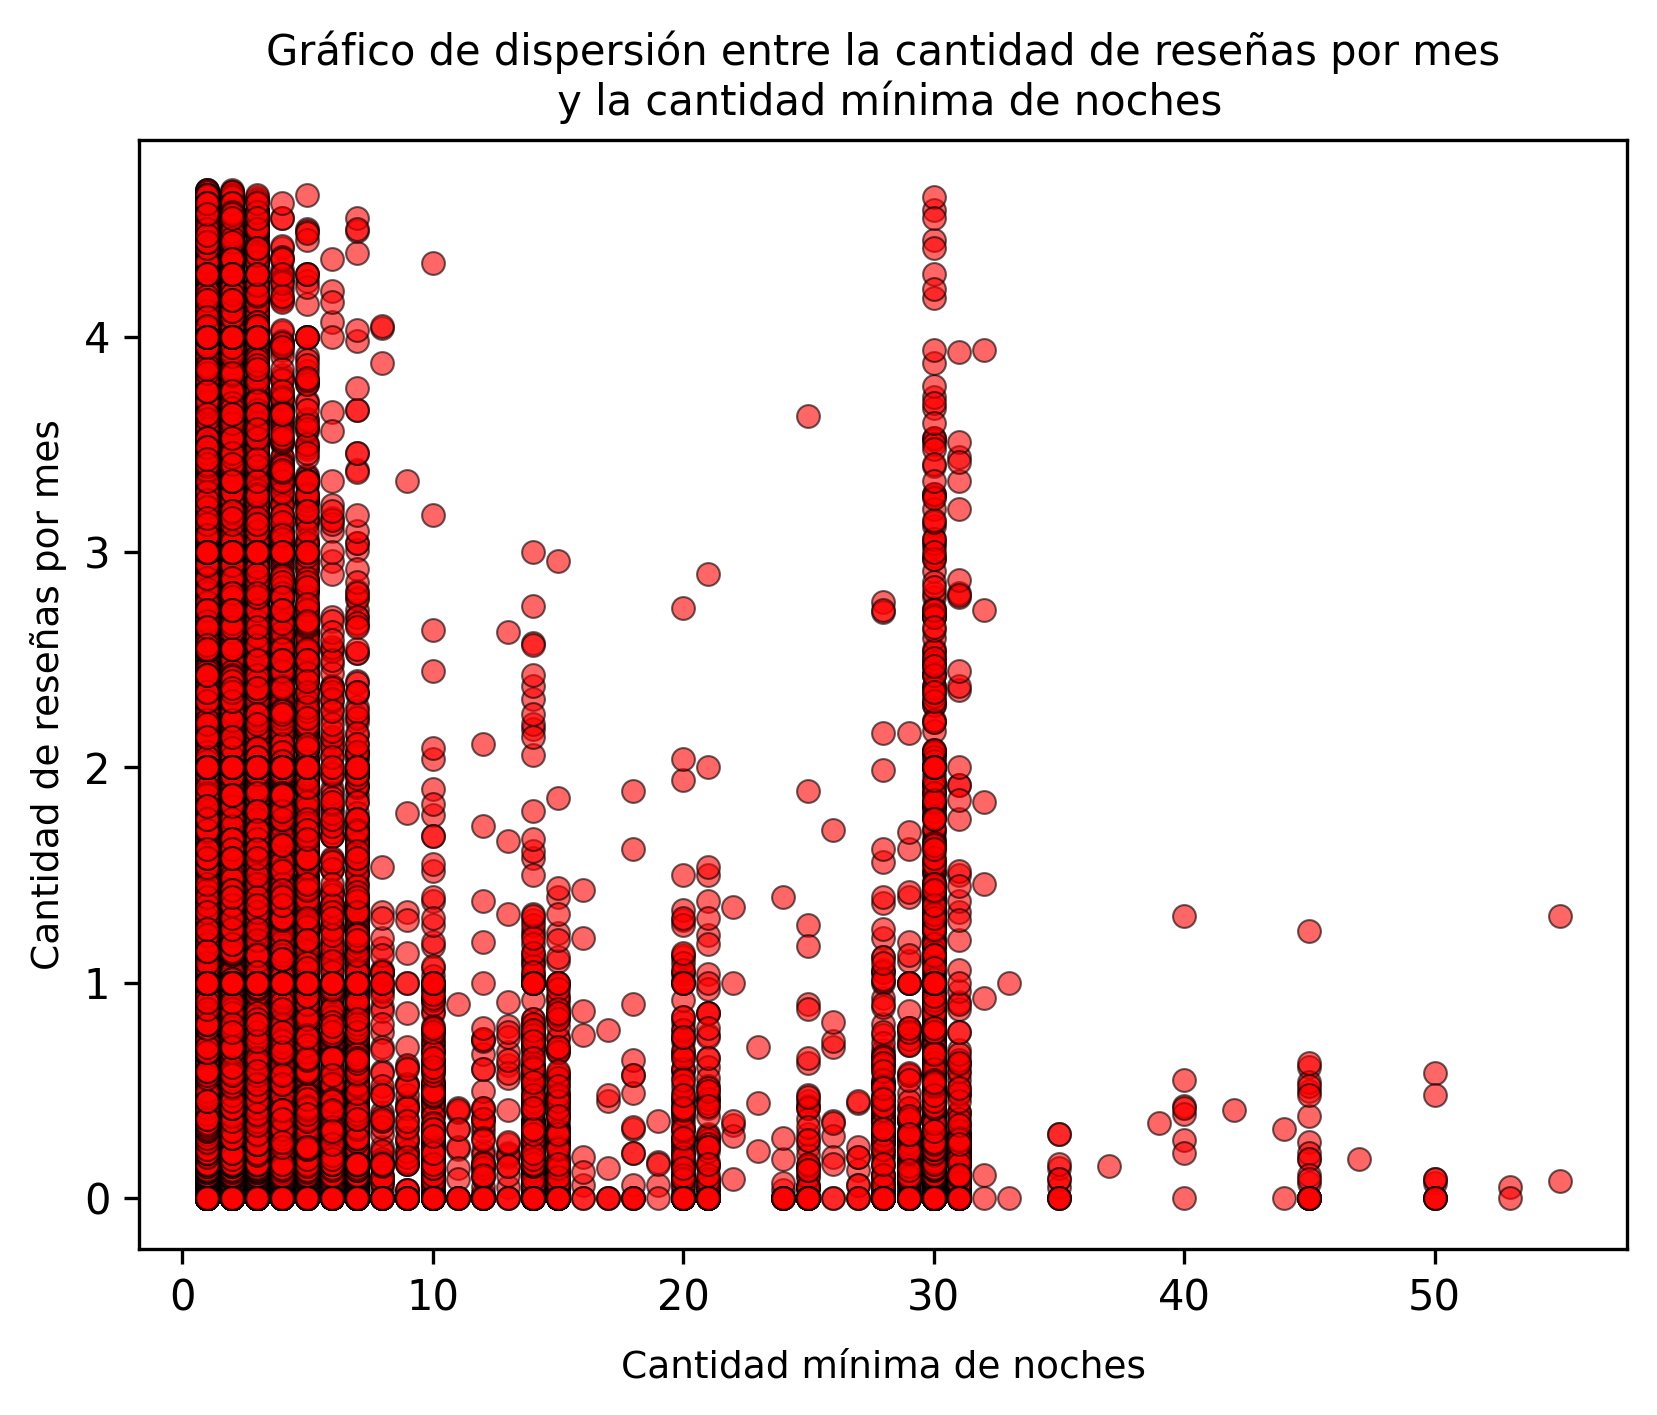 Gráfico de dispersión entre la cantidad de reseñas por mes
y la cantidad mínima de noches
Cantidad de reseñas por mes
4
3
2
1
0
0 10 20 30 40 50
Cantidad mínima de noches